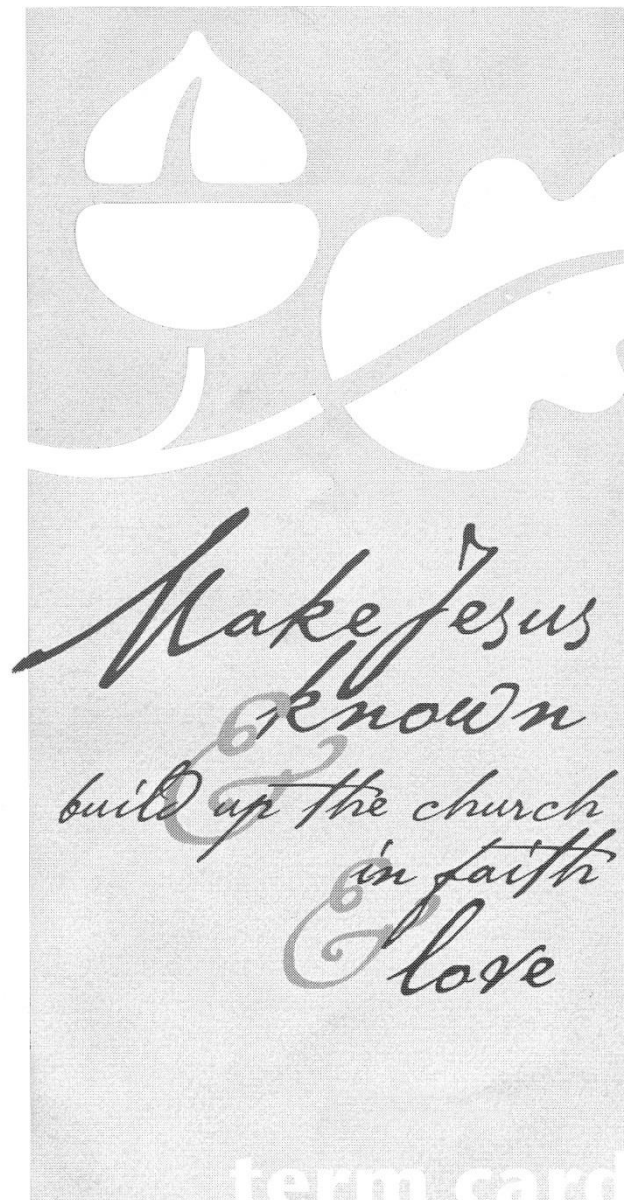 Make Jesus
& known
build up the church
in faith
& love
term card